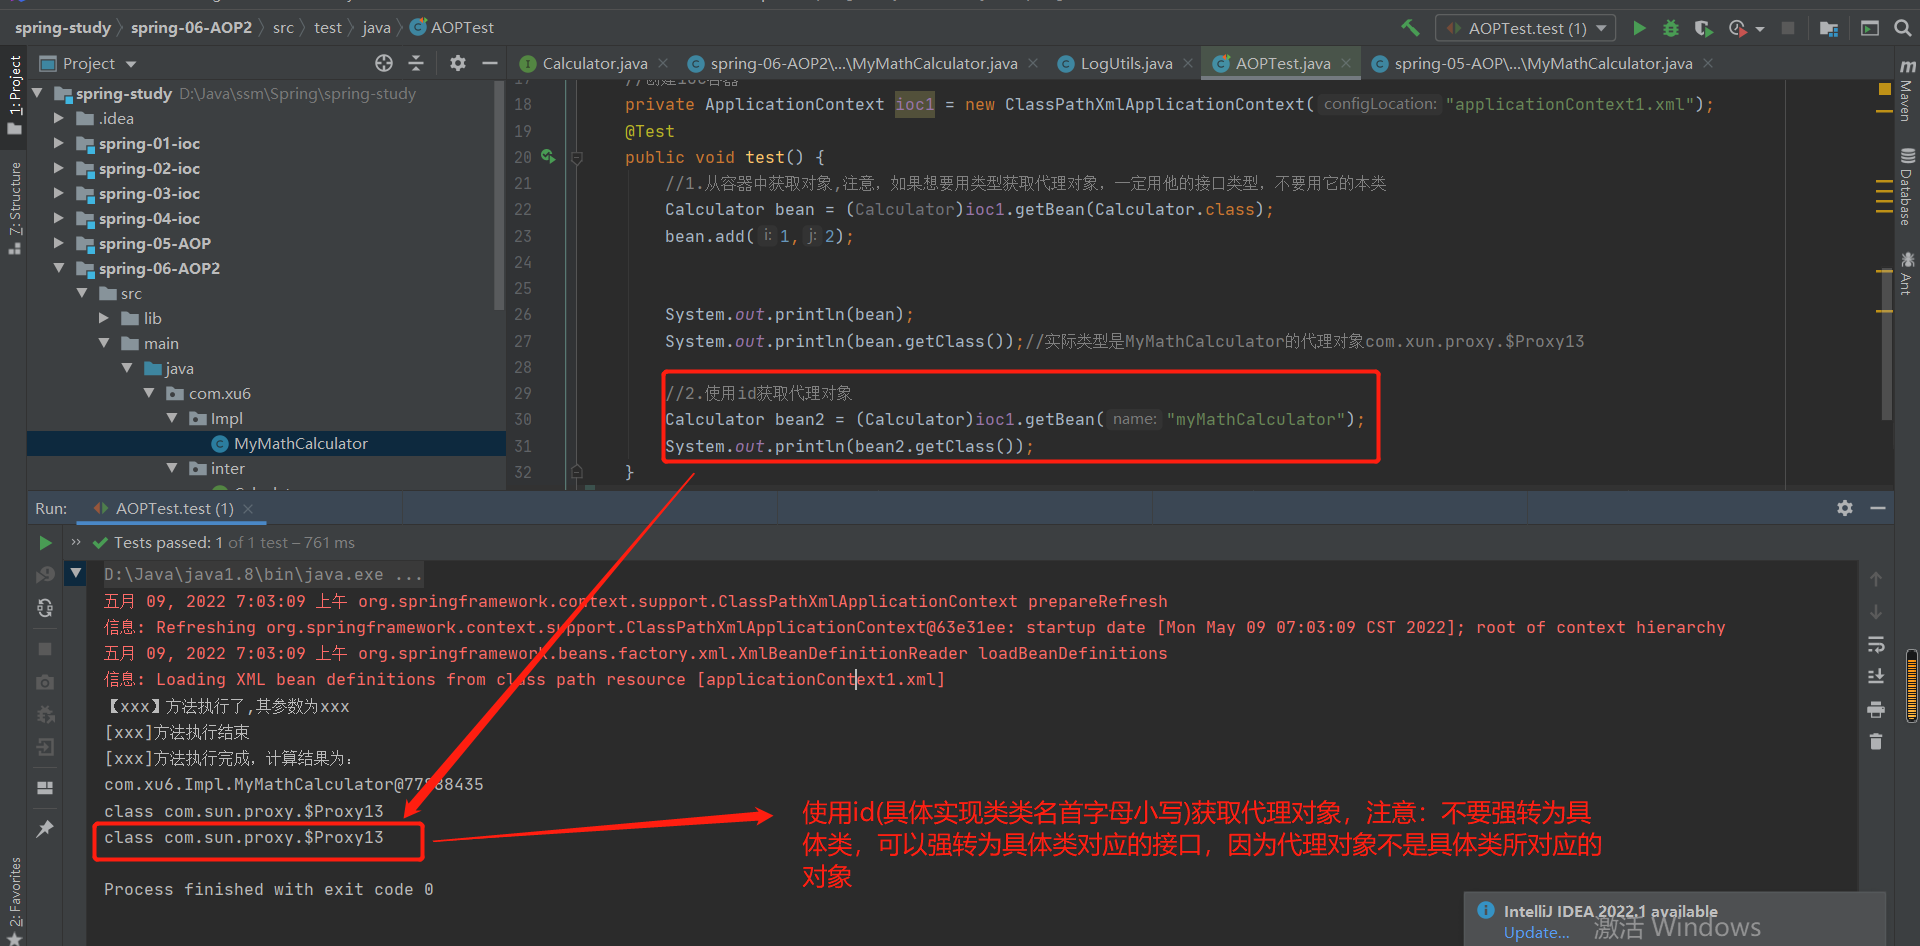 spring-study
spring-06-AOP2
src
test
java
AOPTest
AOPTest.test (1)
Project
Calculator.java
spring-06-AOP2\...\MyMathCalculator.java
LogUtils.java
AOPTest.java
spring-05-AOP\...\MyMathCalculator.java
1: Project
7: Structure
2: Favorites
Maven
Database
Ant
spring-study D:\Java\ssm\Spring\spring-study
.idea
spring-01-ioc
spring-02-ioc
spring-03-ioc
spring-04-ioc
spring-05-AOP
spring-06-AOP2
src
lib
main
java
com.xu6
Impl
MyMathCalculator
inter
18 private ApplicationContext ioc1 = new ClassPathXmlApplicationContext( configLocation: "applicationContext1.xml");
19 @Test
20 public void test() {
21 //1.从容器中获取对象,注意，如果想要用类型获取代理对象，一定用他的接口类型，不要用它的本类
22 Calculator bean = (Calculator)ioc1.getBean(Calculator.class);
23 bean.add( i: 1, j: 2);
24
25
26 System.out.println(bean);
27 System.out.println(bean.getClass());//实际类型是MyMathCalculator的代理对象com.xun.proxy.$Proxy13
28
29 //2.使用id获取代理对象
30 Calculator bean2 = (Calculator)ioc1.getBean( name: "myMathCalculator");
31 System.out.println(bean2.getClass());
32 }
Run: AOPTest.test (1)
Tests passed: 1 of 1 test – 761 ms
D:\Java\java1.8\bin\java.exe ...
五月 09, 2022 7:03:09 上午 org.springframework.context.support.ClassPathXmlApplicationContext prepareRefresh
信息: Refreshing org.springframework.context.support.ClassPathXmlApplicationContext@63e31ee: startup date [Mon May 09 07:03:09 CST 2022]; root of context hierarchy
五月 09, 2022 7:03:09 上午 org.springframework.beans.factory.xml.XmlBeanDefinitionReader loadBeanDefinitions
信息: Loading XML bean definitions from class path resource [applicationContext1.xml]
【xxx】方法执行了,其参数为xxx
[xxx]方法执行结束
[xxx]方法执行完成，计算结果为:
com.xu6.Impl.MyMathCalculator@77888435
class com.sun.proxy.$Proxy13
class com.sun.proxy.$Proxy13
使用id(具体实现类类名首字母小写)获取代理对象，注意：不要强转为具
体类，可以强转为具体类对应的接口，因为代理对象不是具体类所对应的
对象
Process finished with exit code 0
IntelliJ IDEA 2022.1 available
Update...
激活 Windows